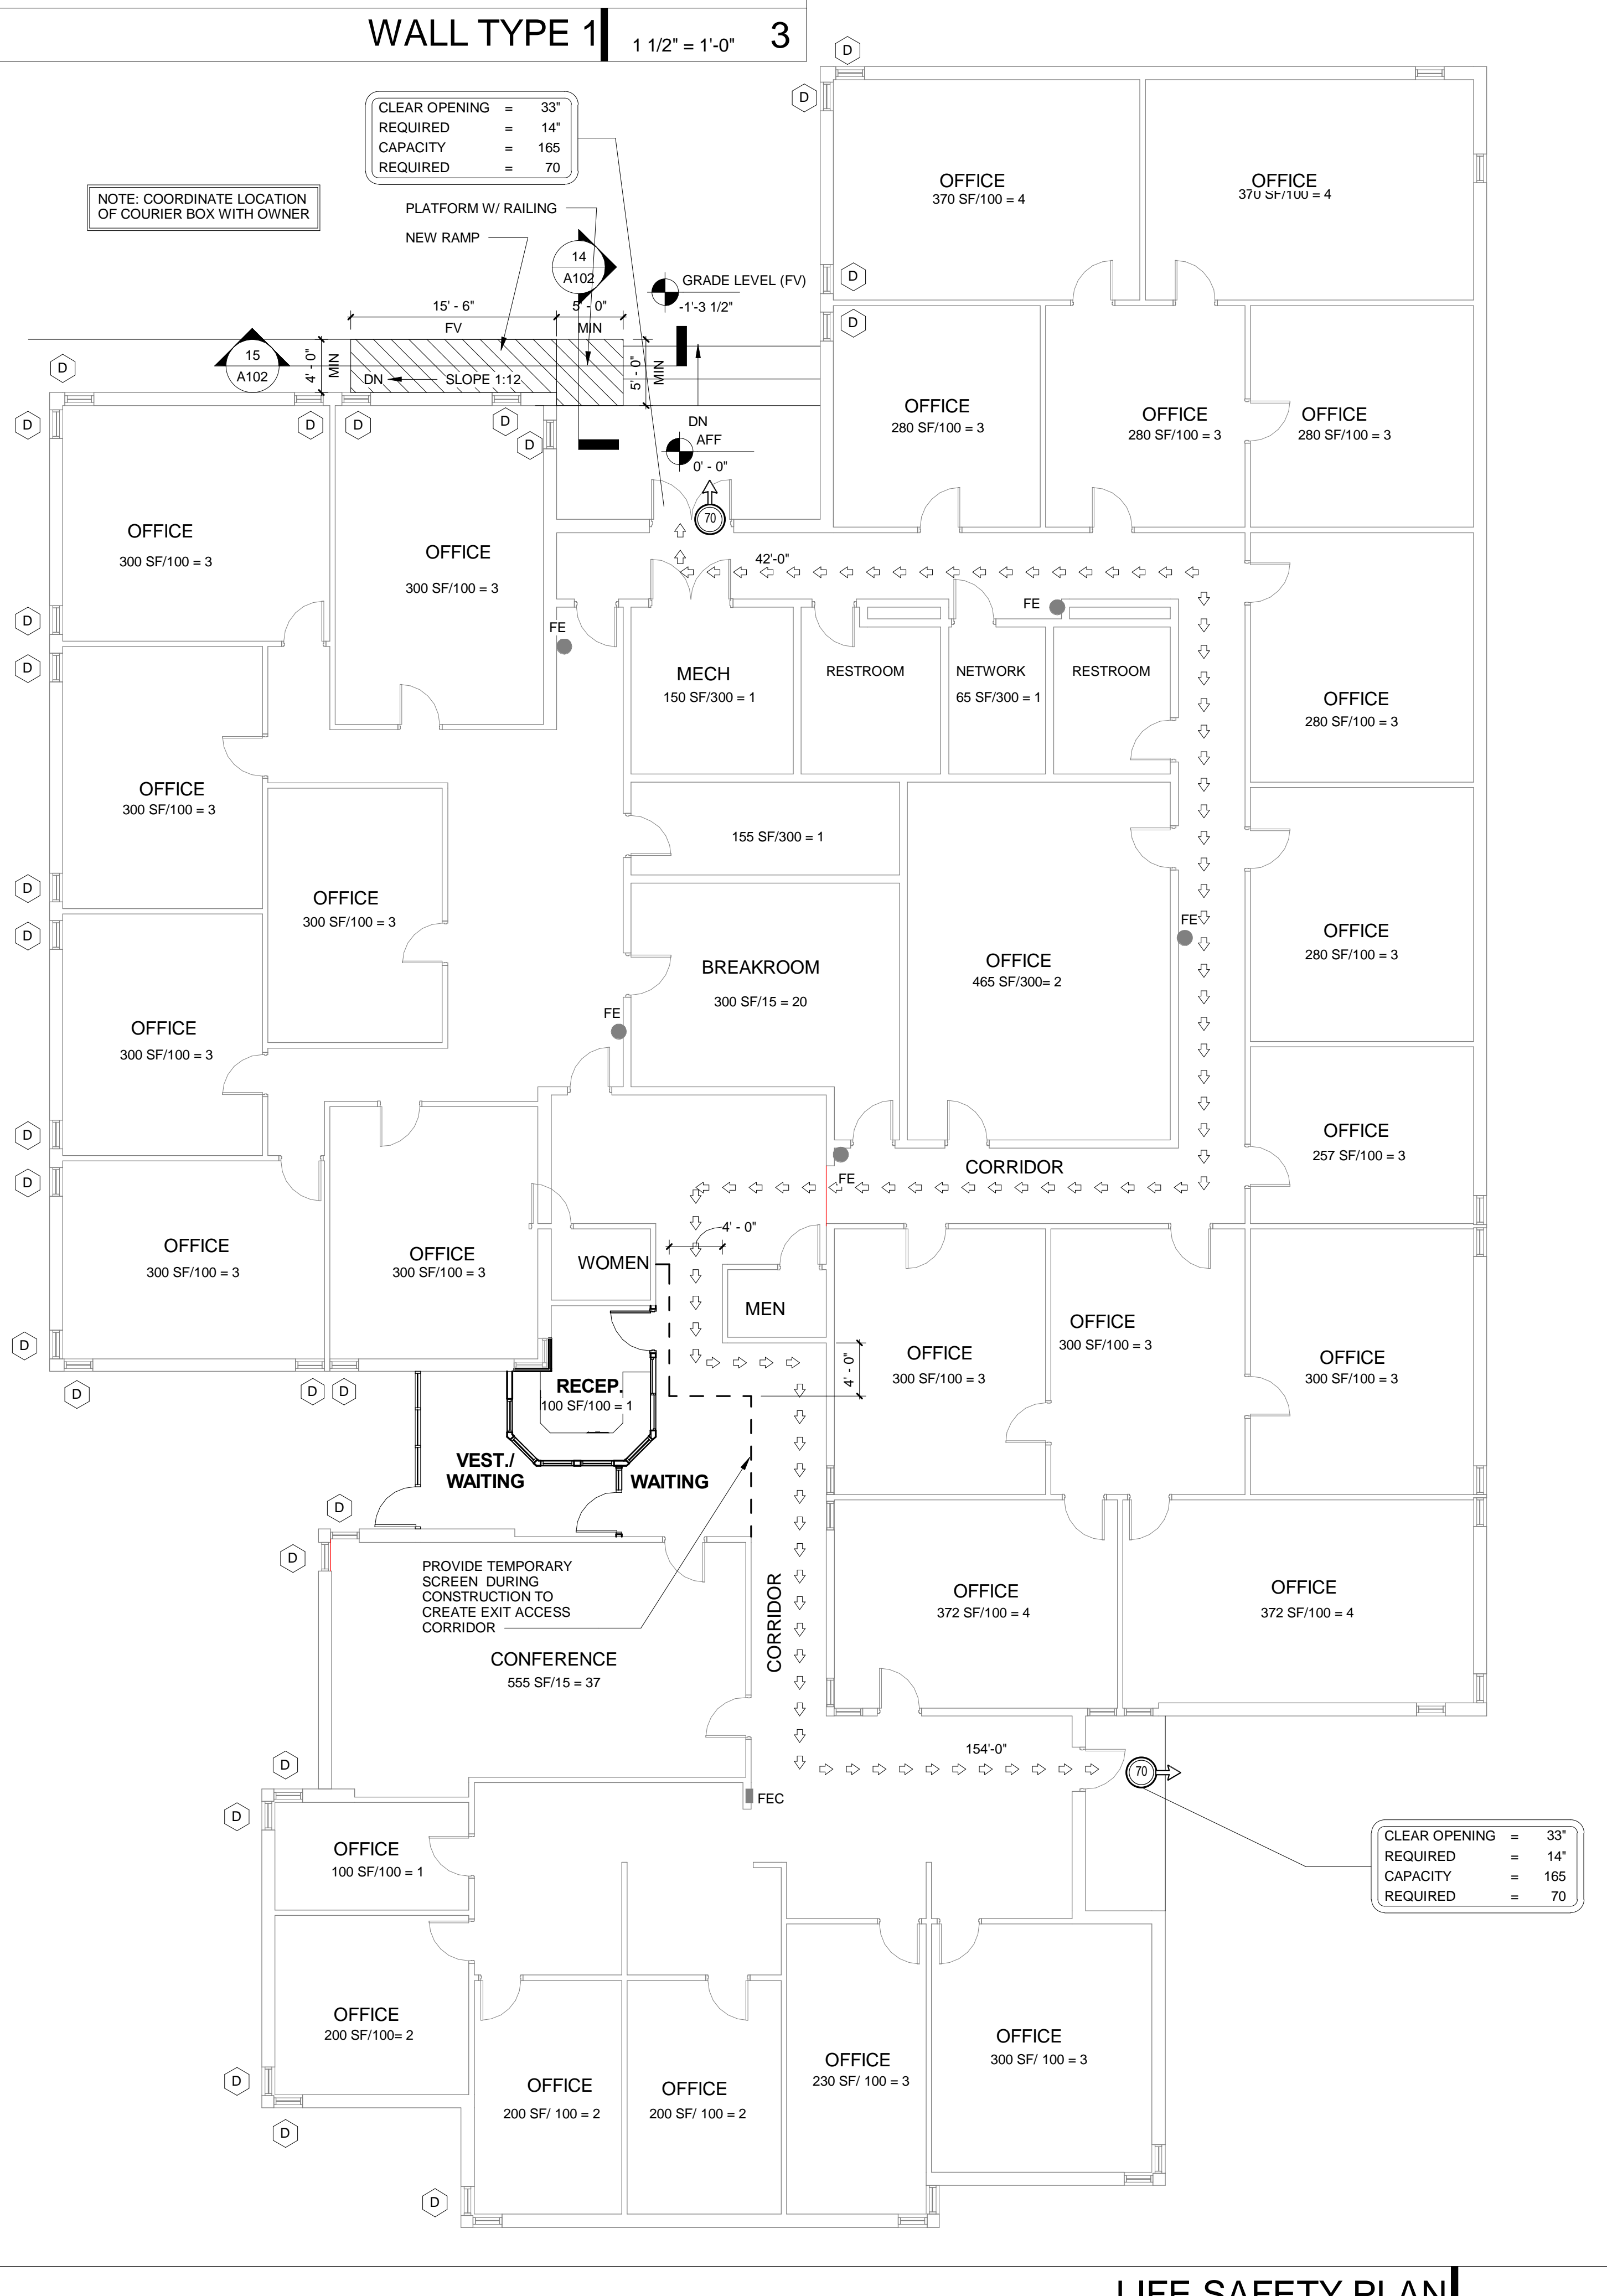 WALL TYPE 1
1 1/2" = 1'-0"
3
D
D
CLEAR OPENING = 33"
REQUIRED = 14"
CAPACITY = 165
REQUIRED = 70
NOTE: COORDINATE LOCATION
OF COURIER BOX WITH OWNER
PLATFORM W/ RAILING
NEW RAMP
14
A102
GRADE LEVEL (FV)
-1'-3 1/2"
15' - 6"
FV
5' - 0"
MIN
15
A102
4' - 0"
MIN
DN
SLOPE 1:12
5' - 0"
MIN
DN
AFF
0' - 0"
70
OFFICE
370 SF/100 = 4
OFFICE
370 SF/100 = 4
D
D
OFFICE
280 SF/100 = 3
OFFICE
280 SF/100 = 3
OFFICE
280 SF/100 = 3
D
D
D
D
D
D
OFFICE
300 SF/100 = 3
OFFICE
300 SF/100 = 3
42'-0"
D
FE
FE
D
MECH
150 SF/300 = 1
RESTROOM
NETWORK
65 SF/300 = 1
RESTROOM
OFFICE
280 SF/100 = 3
OFFICE
300 SF/100 = 3
155 SF/300 = 1
D
D
OFFICE
300 SF/100 = 3
FE
OFFICE
280 SF/100 = 3
BREAKROOM
300 SF/15 = 20
OFFICE
465 SF/300= 2
FE
OFFICE
300 SF/100 = 3
D
D
OFFICE
257 SF/100 = 3
CORRIDOR
FE
4' - 0"
OFFICE
300 SF/100 = 3
OFFICE
300 SF/100 = 3
WOMEN
MEN
D
D
D
D
OFFICE
300 SF/100 = 3
OFFICE
300 SF/100 = 3
OFFICE
300 SF/100 = 3
4' - 0"
RECEP.
100 SF/100 = 1
VEST./
WAITING
WAITING
D
D
PROVIDE TEMPORARY
SCREEN DURING
CONSTRUCTION TO
CREATE EXIT ACCESS
CORRIDOR
CORRIDOR
CONFERENCE
555 SF/15 = 37
OFFICE
372 SF/100 = 4
OFFICE
372 SF/100 = 4
154'-0"
70
D
D
FEC
CLEAR OPENING = 33"
REQUIRED = 14"
CAPACITY = 165
REQUIRED = 70
OFFICE
100 SF/100 = 1
OFFICE
200 SF/100= 2
OFFICE
200 SF/ 100 = 2
OFFICE
200 SF/ 100 = 2
OFFICE
230 SF/ 100 = 3
OFFICE
300 SF/ 100 = 3
D
D
D
LIFE SAFETY PLAN